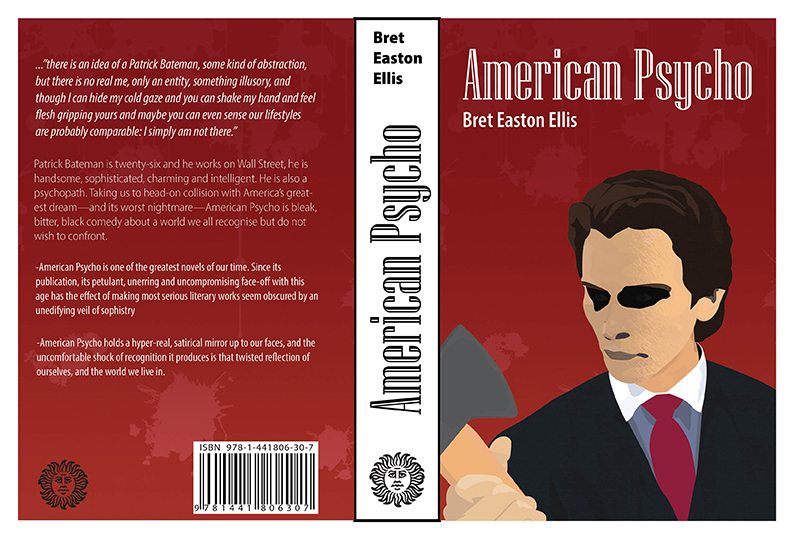 ..."there is an idea of a Patrick Bateman, some kind of abstraction,
but there is no real me, only an entity, something illusory, and
though I can hide my cold gaze and you can shake my hand and feel
flesh gripping yours and maybe you can even sense our lifestyles
are probably comparable: I simply am not there."
Patrick Bateman is twenty-six and he works on Wall Street, he is
handsome, sophisticated, charming and intelligent. He is also a
psychopath. Taking us to head-on collision with America's great-
est dream—and its worst nightmare—American Psycho is bleak,
bitter, black comedy about a world we all recognise but do not
wish to confront.
-American Psycho is one of the greatest novels of our time. Since its
publication, its petulant, unerring and uncompromising face-off with this
age has the effect of making most serious literary works seem obscured by an
unedifying veil of sophistry
-American Psycho holds a hyper-real, satirical mirror up to our faces, and the
uncomfortable shock of recognition it produces is that twisted reflection of
ourselves, and the world we live in.
ISBN 978-1-441806-30-7
9 781441 806307
Bret
Easton
Ellis
American Psycho
American Psycho
Bret Easton Ellis